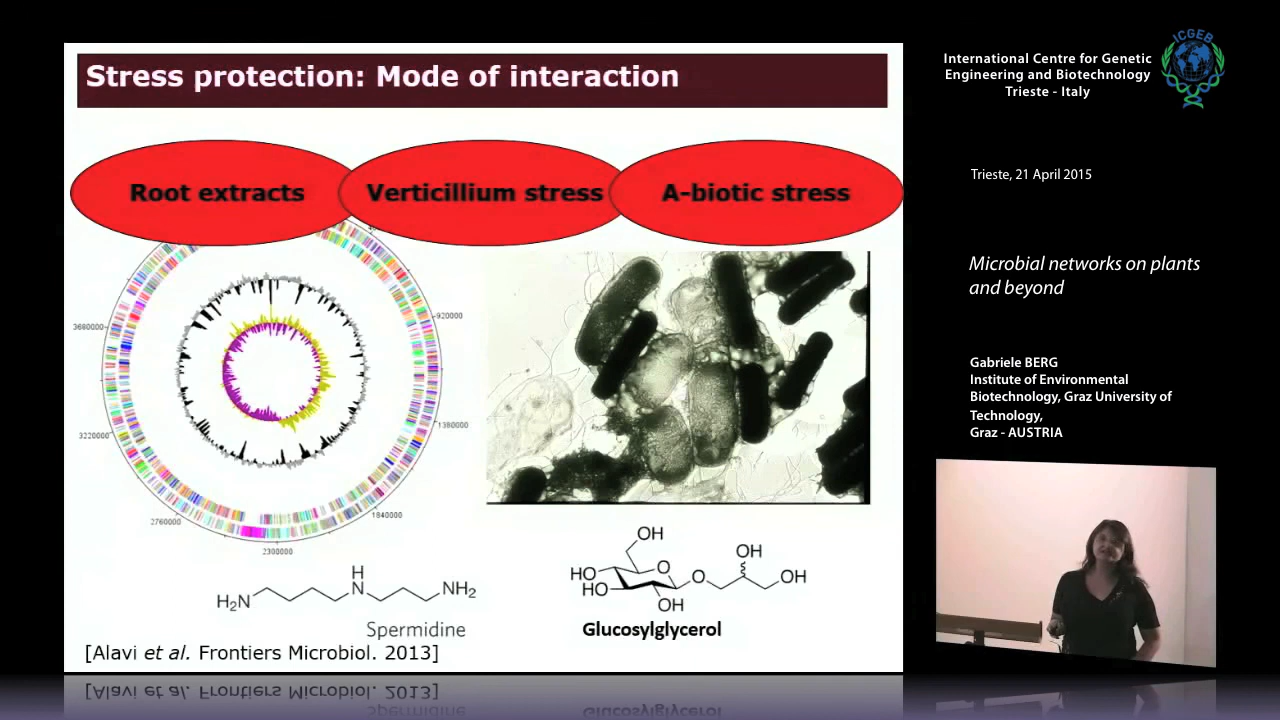 Stress protection: Mode of interaction
Root extracts
Verticillium stress
A-biotic stress
3680000
920000
3220000
1380000
2760000
1840000
2300000
H
N
H₂N
NH₂
Spermidine
OH
HO
HO
O
OH
O
OH
OH
Glucosylglycerol
[Alavi et al. Frontiers Microbiol. 2013]
International Centre for Genetic
Engineering and Biotechnology
Trieste - Italy
ICGEB
Trieste, 21 April 2015
Microbial networks on plants
and beyond
Gabriele BERG
Institute of Environmental
Biotechnology, Graz University of
Technology,
Graz - AUSTRIA